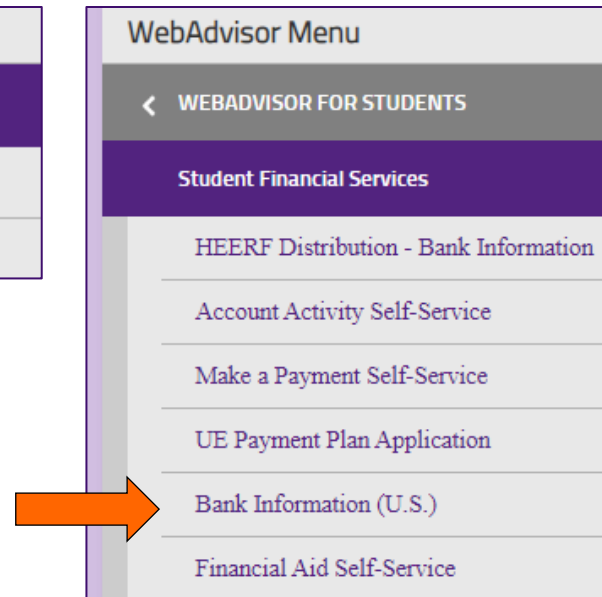 WebAdvisor Menu
WEBADVISOR FOR STUDENTS
Student Financial Services
HEERF Distribution - Bank Information
Account Activity Self-Service
Make a Payment Self-Service
UE Payment Plan Application
Bank Information (U.S.)
Financial Aid Self-Service